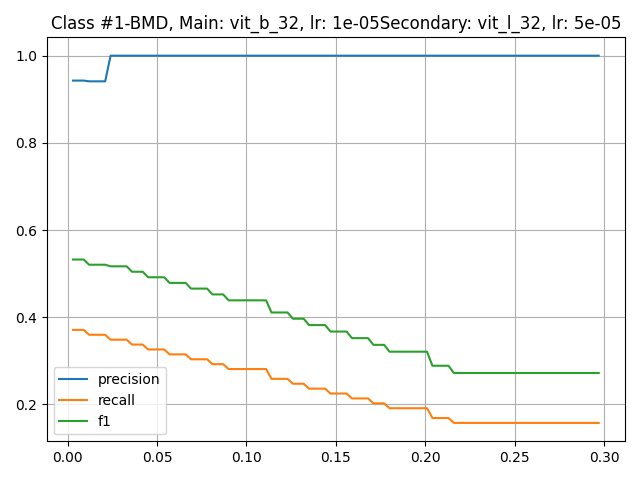 Class #1-BMD, Main: vit_b_32, lr: 1e-05Secondary: vit_l_32, lr: 5e-05
1.0
0.8
0.6
0.4
0.2
precision
recall
f1
0.00 0.05 0.10 0.15 0.20 0.25 0.30